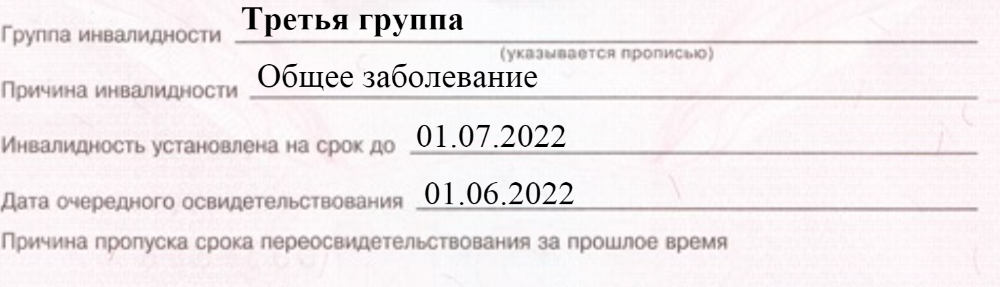 Группа инвалидности Третья группа
(указывается прописью)
Причина инвалидности Общее заболевание
Инвалидность установлена на срок до 01.07.2022
Дата очередного освидетельствования 01.06.2022
Причина пропуска срока переосвидетельствования за прошлое время